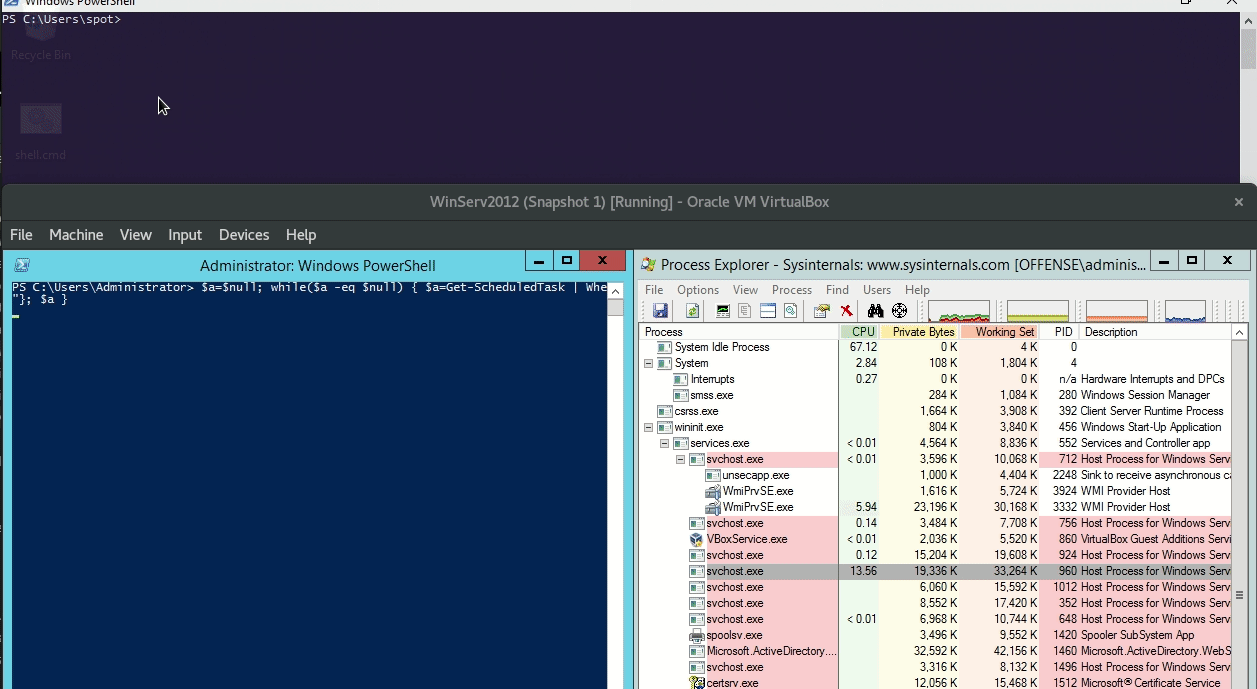 Windows PowerShell
PS C:\Users\spot>
Recycle Bin
shell.cmd
WinServ2012 (Snapshot 1) [Running] - Oracle VM VirtualBox
File Machine View Input Devices Help
Administrator: Windows PowerShell
PS C:\Users\Administrator> $a=$null; while($a -eq $null) { $a=Get-ScheduledTask | Whe
"}; $a }
Process Explorer - Sysinternals: www.sysinternals.com [OFFENSE\adminis...
File Options View Process Find Users Help
Process CPU Private Bytes Working Set PID Description
System Idle Process 67.12 0 K 4 K 0
System 2.84 108 K 1,804 K 4
Interrupts 0.27 0 K 0 K n/a Hardware Interrupts and DPCs
smss.exe 284 K 1,084 K 280 Windows Session Manager
csrss.exe 1,664 K 3,908 K 392 Client Server Runtime Process
wininit.exe 804 K 3,840 K 456 Windows Start-Up Application
services.exe < 0.01 4,564 K 8,836 K 552 Services and Controller app
svchost.exe < 0.01 3,596 K 10,068 K 712 Host Process for Windows Serv
unsecapp.exe 1,000 K 4,404 K 2248 Sink to receive asynchronous c
WmiPrvSE.exe 1,616 K 5,724 K 3924 WMI Provider Host
WmiPrvSE.exe 5.94 23,196 K 30,168 K 3332 WMI Provider Host
svchost.exe 0.14 3,484 K 7,708 K 756 Host Process for Windows Serv
VBoxService.exe < 0.01 2,036 K 5,520 K 860 VirtualBox Guest Additions Servi
svchost.exe 0.12 15,204 K 19,608 K 924 Host Process for Windows Serv
svchost.exe 13.56 19,336 K 33,264 K 960 Host Process for Windows Serv
svchost.exe 6,060 K 15,592 K 1012 Host Process for Windows Serv
svchost.exe 8,552 K 17,420 K 352 Host Process for Windows Serv
svchost.exe < 0.01 6,968 K 10,744 K 648 Host Process for Windows Serv
spoolsv.exe 3,496 K 9,552 K 1420 Spooler SubSystem App
Microsoft.ActiveDirectory.... 32,592 K 42,156 K 1460 Microsoft.ActiveDirectory.WebS
svchost.exe 3,316 K 8,132 K 1496 Host Process for Windows Serv
certsrv.exe 12,056 K 15,468 K 1512 Microsoft® Certificate Service